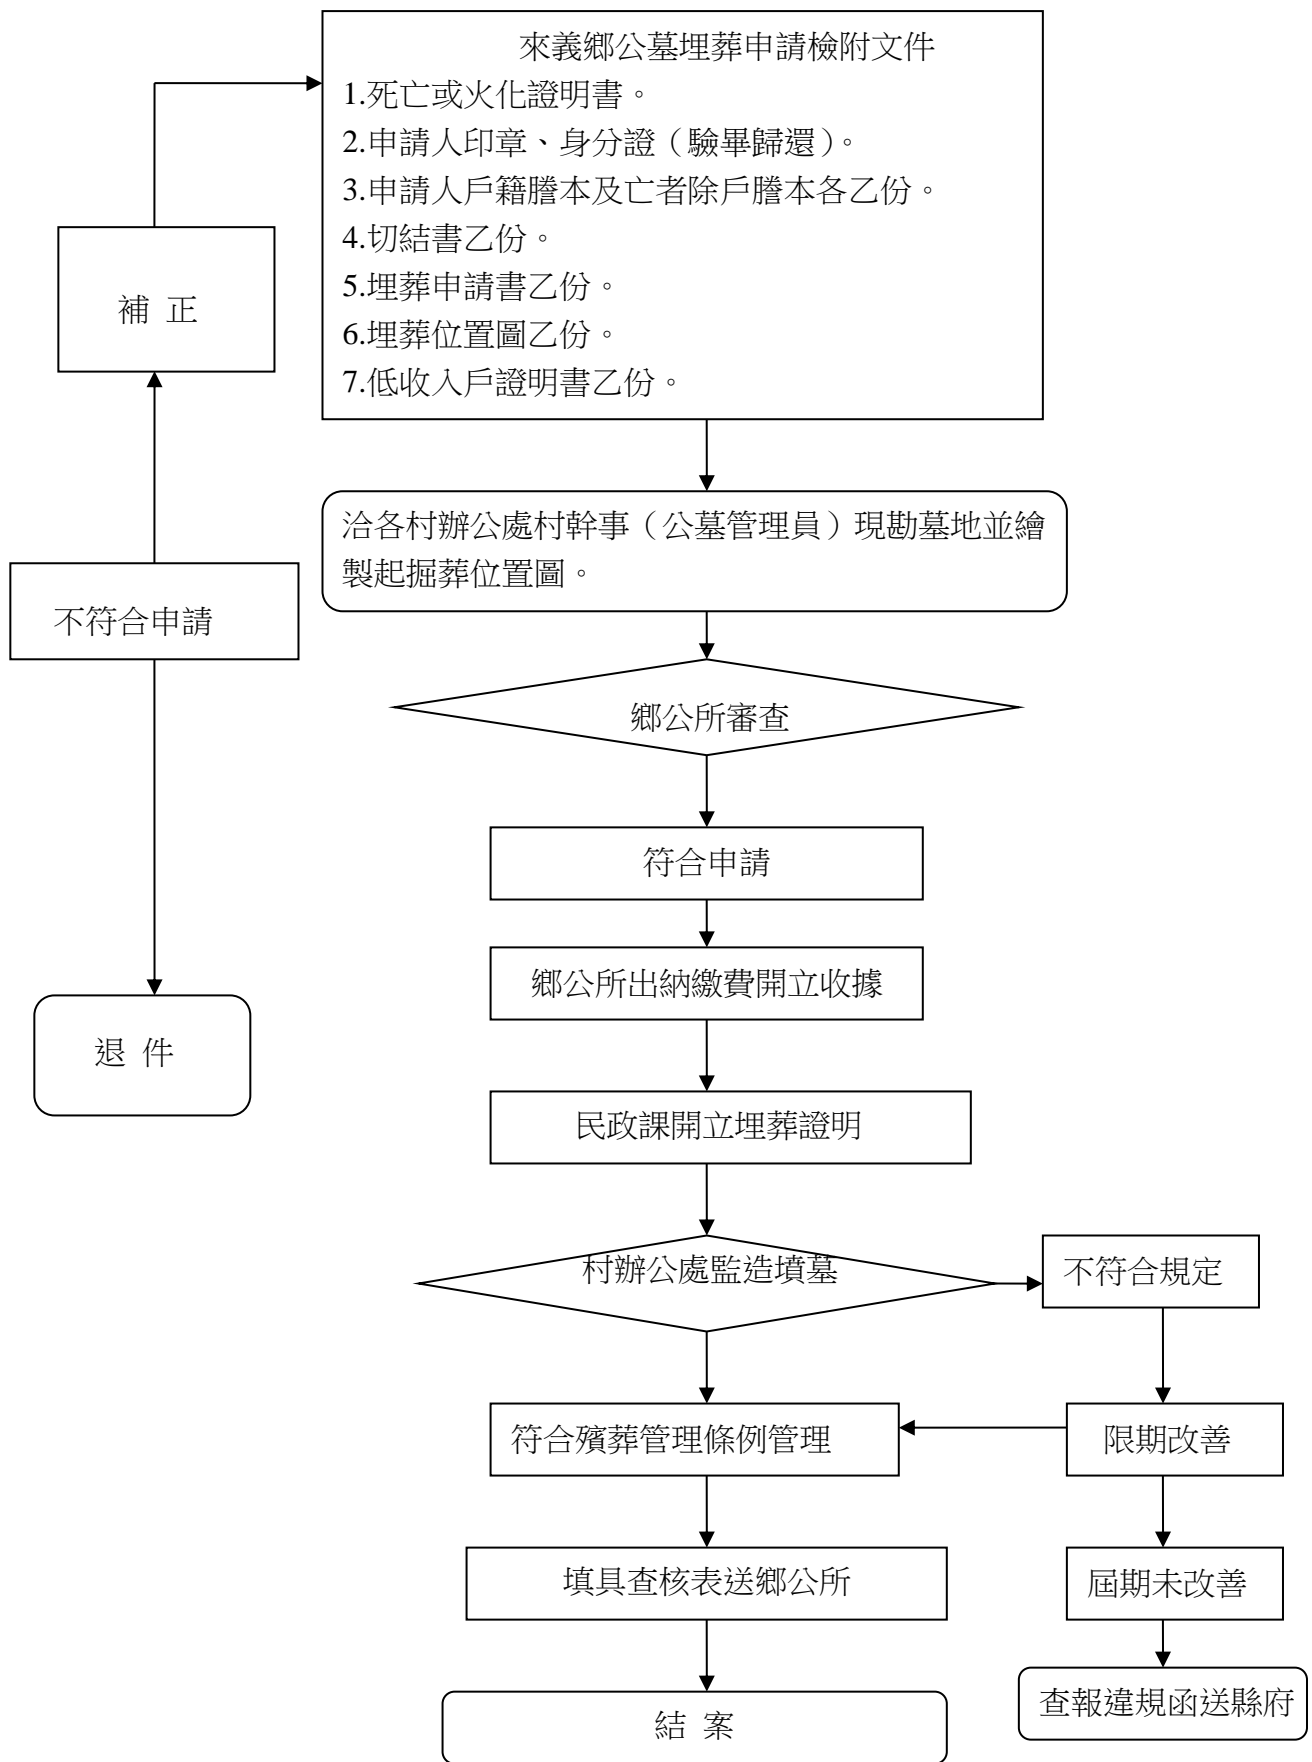 來義鄉公墓埋葬申請檢附文件
1.死亡或火化證明書。
2.申請人印章、身分證（驗畢歸還）。
3.申請人戶籍謄本及亡者除戶謄本各乙份。
4.切結書乙份。
5.埋葬申請書乙份。
6.埋葬位置圖乙份。
7.低收入戶證明書乙份。
補 正
洽各村辦公處村幹事（公墓管理員）現勘墓地並繪
製起掘葬位置圖。
不符合申請
鄉公所審查
符合申請
鄉公所出納繳費開立收據
退 件
民政課開立埋葬證明
村辦公處監造墳墓
不符合規定
符合殯葬管理條例管理
限期改善
填具查核表送鄉公所
屆期未改善
查報違規函送縣府
結 案